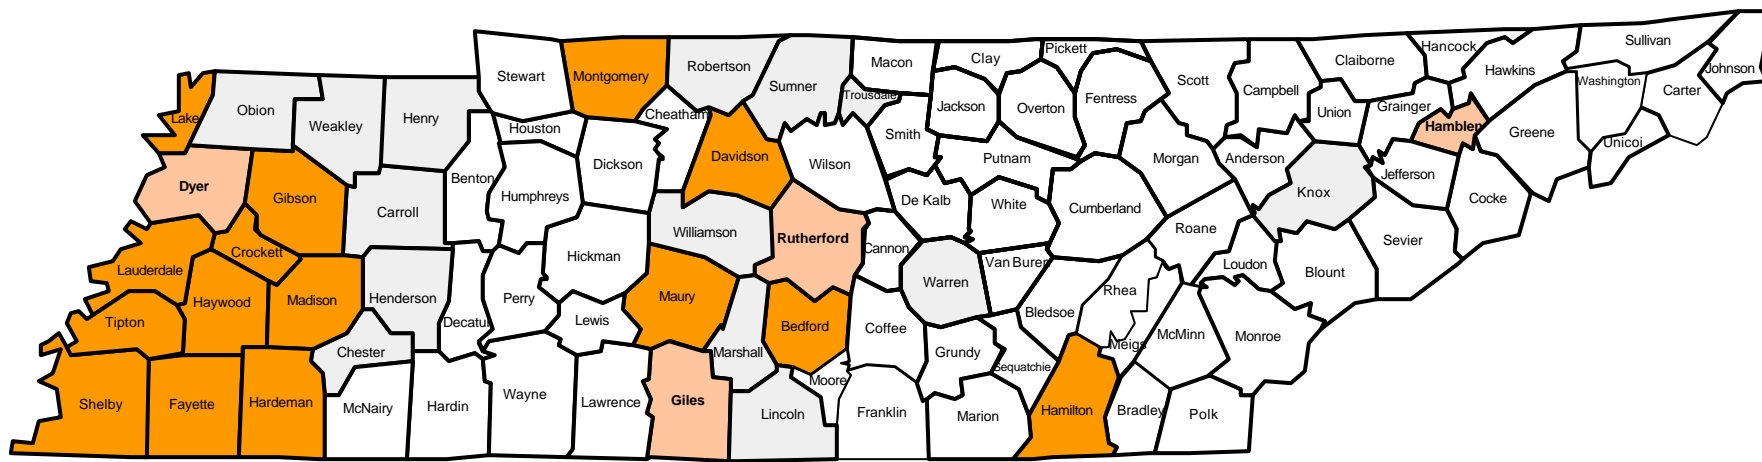 Stewart
Montgomery
Robertson
Sumner
Macon
Clay
Pickett
Scott
Campbell
Claiborne
Hancock
Hawkins
Sullivan
Johnson
Lake
Obion
Weakley
Henry
Houston
Cheatham
Trousdale
Smith
Jackson
Overton
Fentress
Union
Grainger
Washington
Carter
Dyer
Gibson
Carroll
Benton
Humphreys
Dickson
Davidson
Wilson
De Kalb
Putnam
White
Cumberland
Morgan
Anderson
Knox
Hamblen
Jefferson
Greene
Unicoi
Cocke
Crockett
Lauderdale
Haywood
Madison
Henderson
Decatur
Perry
Hickman
Williamson
Rutherford
Cannon
Warren
Van Buren
Bledsoe
Rhea
Roane
Loudon
Blount
Sevier
Tipton
Chester
Lewis
Maury
Marshall
Bedford
Coffee
Grundy
Sequatchie
Meigs
McMinn
Monroe
Shelby
Fayette
Hardeman
McNairy
Hardin
Wayne
Lawrence
Giles
Lincoln
Moore
Franklin
Marion
Hamilton
Bradley
Polk